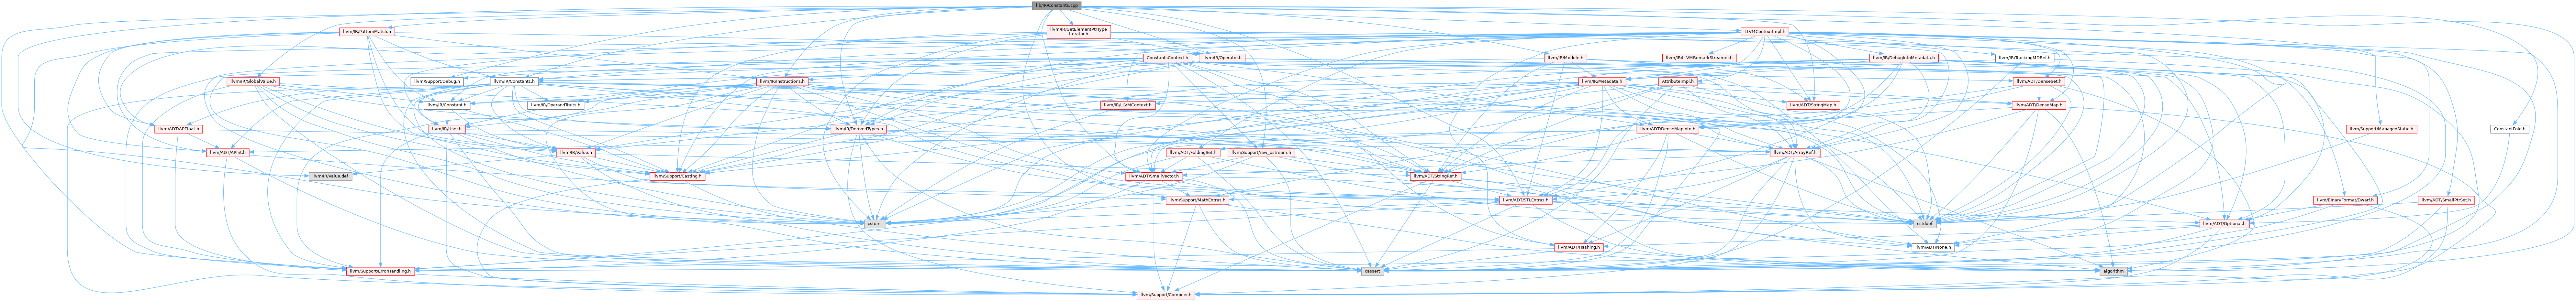 lib/IR/Constants.cpp
llvm/IR/PatternMatch.h
llvm/IR/GetElementPtrType
Iterator.h
LLVMContextImpl.h
ConstantsContext.h
llvm/IR/Operator.h
llvm/IR/Module.h
llvm/IR/LLVMRemarkStreamer.h
llvm/IR/DebugInfoMetadata.h
llvm/IR/TrackingMDRef.h
llvm/IR/GlobalValue.h
llvm/Support/Debug.h
llvm/IR/Constants.h
llvm/IR/Instructions.h
llvm/IR/Metadata.h
AttributeImpl.h
llvm/ADT/DenseSet.h
llvm/IR/Constant.h
llvm/IR/OperandTraits.h
llvm/IR/LLVMContext.h
llvm/ADT/StringMap.h
llvm/ADT/DenseMap.h
llvm/ADT/APFloat.h
llvm/IR/User.h
llvm/IR/DerivedTypes.h
llvm/ADT/DenseMapInfo.h
llvm/Support/ManagedStatic.h
ConstantFold.h
llvm/ADT/APInt.h
llvm/IR/Value.h
llvm/ADT/FoldingSet.h
llvm/Support/raw_ostream.h
llvm/ADT/ArrayRef.h
llvm/IR/Value.def
llvm/Support/Casting.h
llvm/ADT/SmallVector.h
llvm/ADT/StringRef.h
llvm/Support/MathExtras.h
llvm/ADT/STLExtras.h
llvm/BinaryFormat/Dwarf.h
llvm/ADT/SmallPtrSet.h
cstdint
cstddef
llvm/ADT/Optional.h
llvm/ADT/Hashing.h
llvm/ADT/None.h
llvm/Support/ErrorHandling.h
cassert
algorithm
llvm/Support/Compiler.h